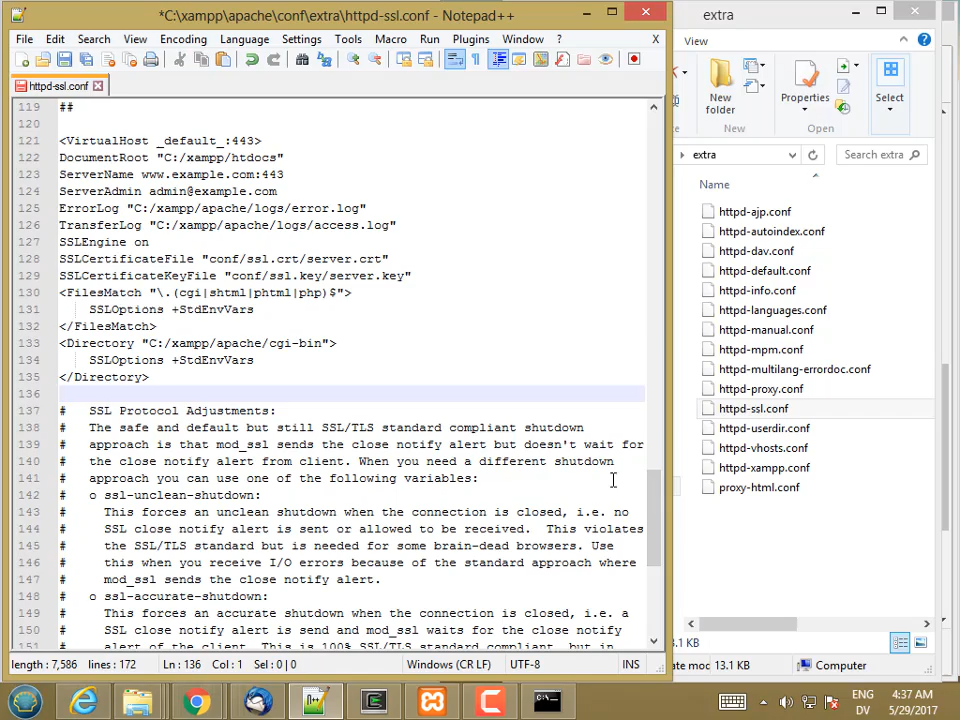 *C:\xampp\apache\conf\extra\httpd-ssl.conf - Notepad++
File Edit Search View Encoding Language Settings Tools Macro Run Plugins Window ? X
httpd-ssl.conf
119 ##
120
121 <VirtualHost _default_:443>
122 DocumentRoot "C:/xampp/htdocs"
123 ServerName www.example.com:443
124 ServerAdmin admin@example.com
125 ErrorLog "C:/xampp/apache/logs/error.log"
126 TransferLog "C:/xampp/apache/logs/access.log"
127 SSLEngine on
128 SSLCertificateFile "conf/ssl.crt/server.crt"
129 SSLCertificateKeyFile "conf/ssl.key/server.key"
130 <FilesMatch "\.(cgi|shtml|phtml|php)$">
131     SSLOptions +StdEnvVars
132 </FilesMatch>
133 <Directory "C:/xampp/apache/cgi-bin">
134     SSLOptions +StdEnvVars
135 </Directory>
136
137 #   SSL Protocol Adjustments:
138 #   The safe and default but still SSL/TLS standard compliant shutdown
139 #   approach is that mod_ssl sends the close notify alert but doesn't wait for
140 #   the close notify alert from client. When you need a different shutdown
141 #   approach you can use one of the following variables:
142 #   o ssl-unclean-shutdown:
143 #     This forces an unclean shutdown when the connection is closed, i.e. no
144 #     SSL close notify alert is sent or allowed to be received.  This violates
145 #     the SSL/TLS standard but is needed for some brain-dead browsers. Use
146 #     this when you receive I/O errors because of the standard approach where
147 #     mod_ssl sends the close notify alert.
148 #   o ssl-accurate-shutdown:
149 #     This forces an accurate shutdown when the connection is closed, i.e. a
150 #     SSL close notify alert is send and mod_ssl waits for the close notify
151 #     alert of the client. This is 100% SSL/TLS standard compliant, but in
length : 7,586 lines : 172 Ln : 136 Col : 1 Sel : 0 | 0 Windows (CR LF) UTF-8 INS
extra
View
New folder
Properties
Select
New
Open
extra
Search extra
Name
httpd-ajp.conf
httpd-autoindex.conf
httpd-dav.conf
httpd-default.conf
httpd-info.conf
httpd-languages.conf
httpd-manual.conf
httpd-mpm.conf
httpd-multilang-errordoc.conf
httpd-proxy.conf
httpd-ssl.conf
httpd-userdir.conf
httpd-vhosts.conf
httpd-xampp.conf
proxy-html.conf
KB
13.1 KB Computer
ENG
DV
4:37 AM
5/29/2017